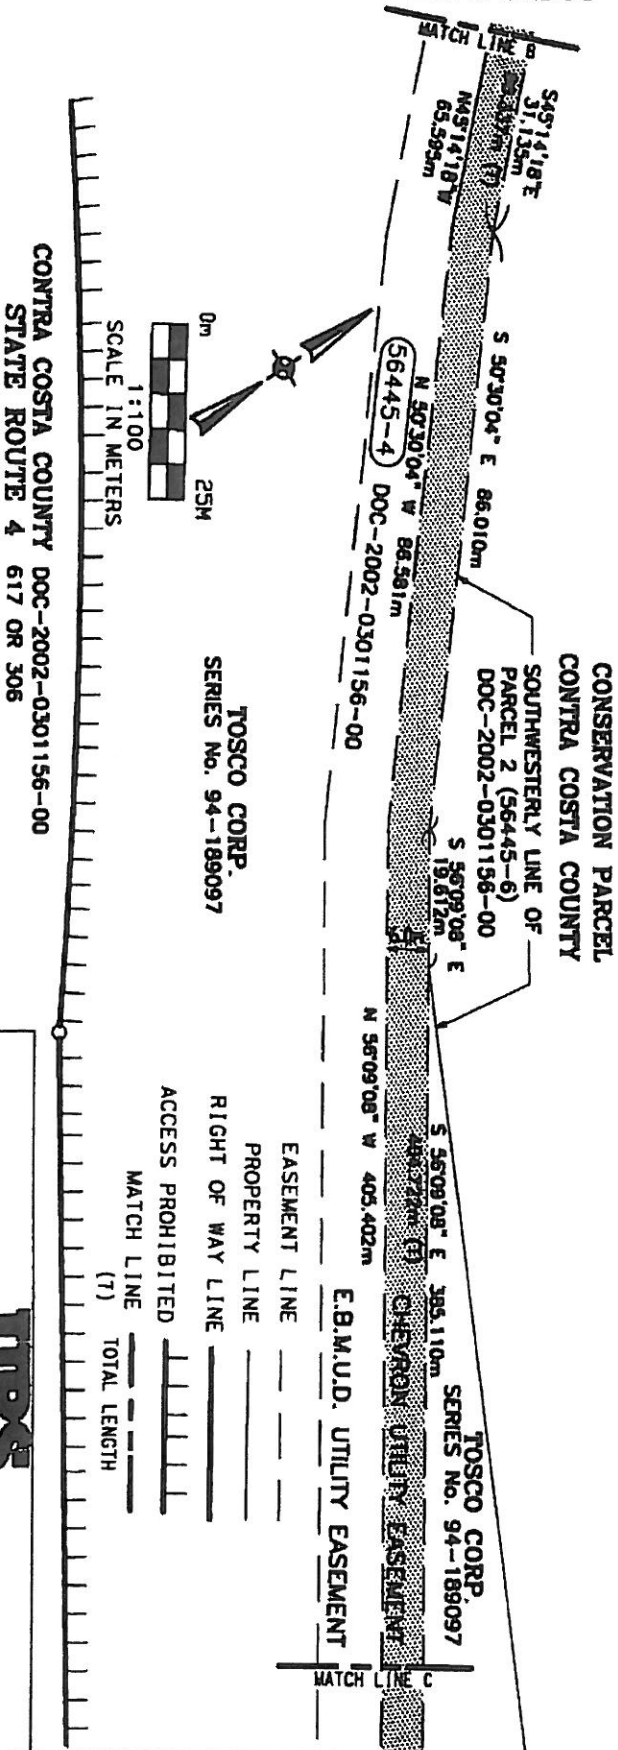 CONSERVATION PARCEL
CONTRA COSTA COUNTY
SOUTHWESTERLY LINE OF
PARCEL 2 (56445-6)
DOC-2002-0301156-00
MATCH LINE B
S45°14'18"E
31.135m
(T)
N45°14'18"W
65.595m
S 50°30'04" E 86.010m
N 50°30'04" W 86.581m
56445-4
DOC-2002-0301156-00
S 56°09'08" E
19.612m
S 56°09'08" E 385.110m
(T)
N 56°09'08" W 405.402m
TOSCO CORP.
SERIES No. 94-189097
CHEVRON UTILITY EASEMENT
E.B.M.U.D. UTILITY EASEMENT
MATCH LINE C
0m 25M
1:100
SCALE IN METERS
TOSCO CORP.
SERIES No. 94-189097
EASEMENT LINE
PROPERTY LINE
RIGHT OF WAY LINE
ACCESS PROHIBITED
MATCH LINE
(T) TOTAL LENGTH
CONTRA COSTA COUNTY DOC-2002-0301156-00
STATE ROUTE 4 617 OR 306